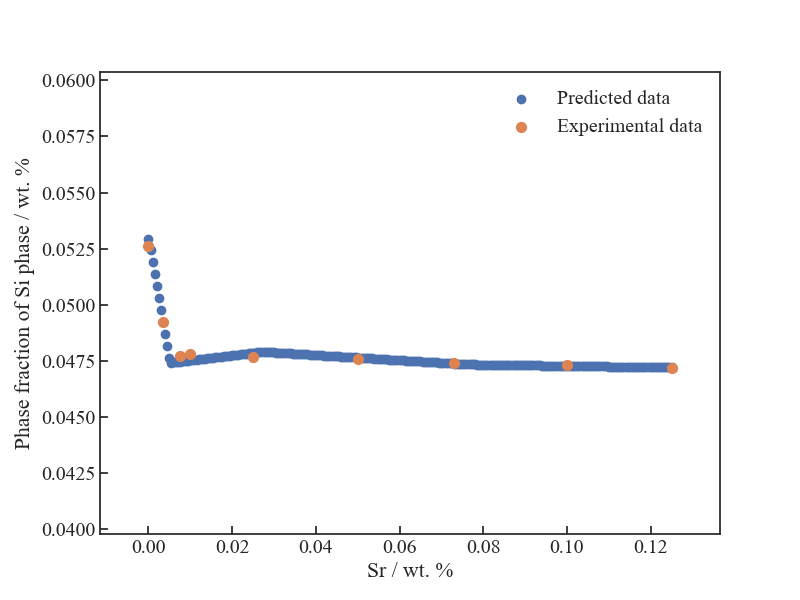 Predicted data
Experimental data
0.0600
0.0575
0.0550
0.0525
0.0500
0.0475
0.0450
0.0425
0.0400
Phase fraction of Si phase / wt. %
0.00 0.02 0.04 0.06 0.08 0.10 0.12
Sr / wt. %